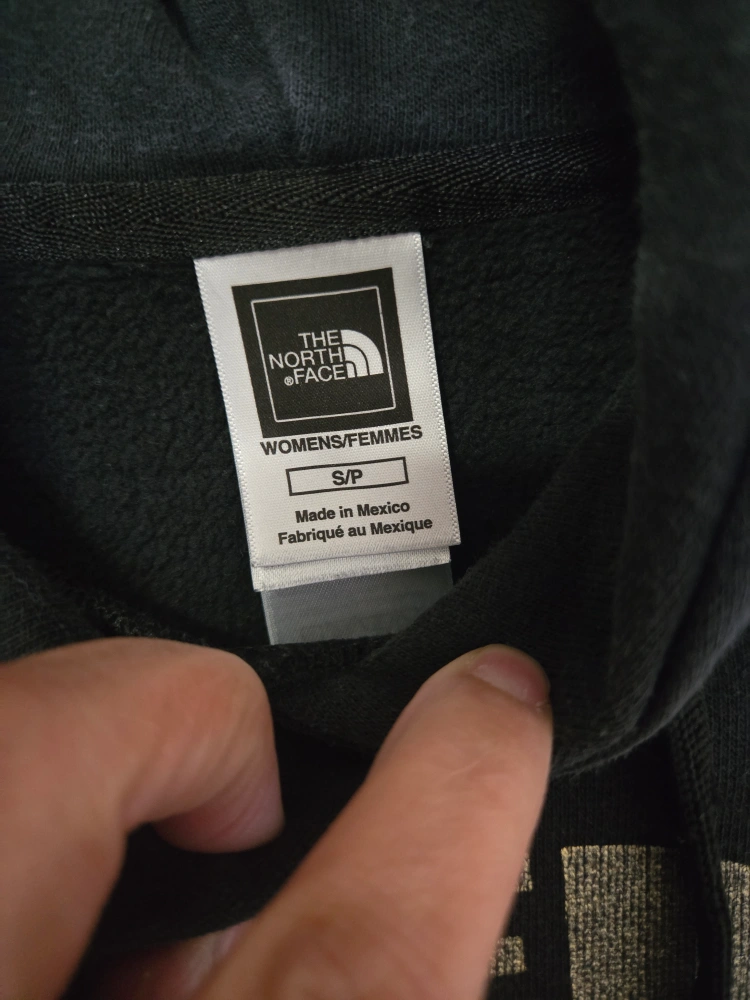 THE
NORTH
®FACE
WOMENS/FEMMES
S/P
Made in Mexico
Fabriqué au Mexique